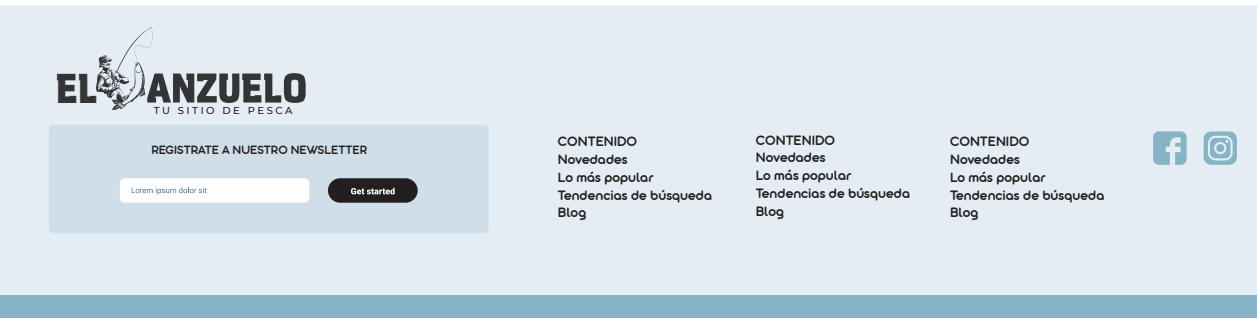 EL ANZUELO
TU SITIO DE PESCA
REGISTRATE A NUESTRO NEWSLETTER
Lorem ipsum dolor sit
Get started
CONTENIDO
Novedades
Lo más popular
Tendencias de búsqueda
Blog
CONTENIDO
Novedades
Lo más popular
Tendencias de búsqueda
Blog
CONTENIDO
Novedades
Lo más popular
Tendencias de búsqueda
Blog